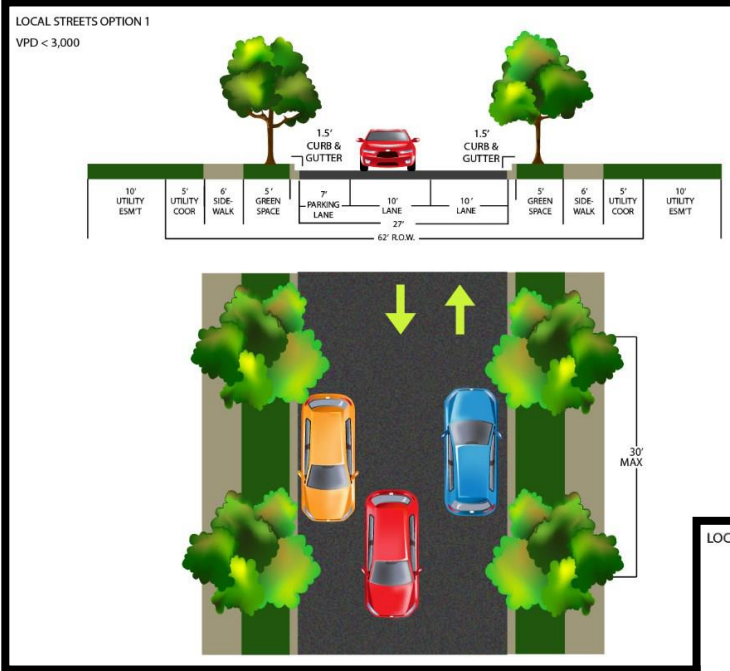 LOCAL STREETS OPTION 1
VPD < 3,000
1.5'
CURB &
GUTTER
1.5'
CURB &
GUTTER
10'
UTILITY
ESM'T
5'
UTILITY
COOR
6'
SIDE-
WALK
5'
GREEN
SPACE
7'
PARKING
LANE
10'
LANE
10'
LANE
5'
GREEN
SPACE
6'
SIDE-
WALK
5'
UTILITY
COOR
10'
UTILITY
ESM'T
27'
62' R.O.W.
30'
MAX
LOC